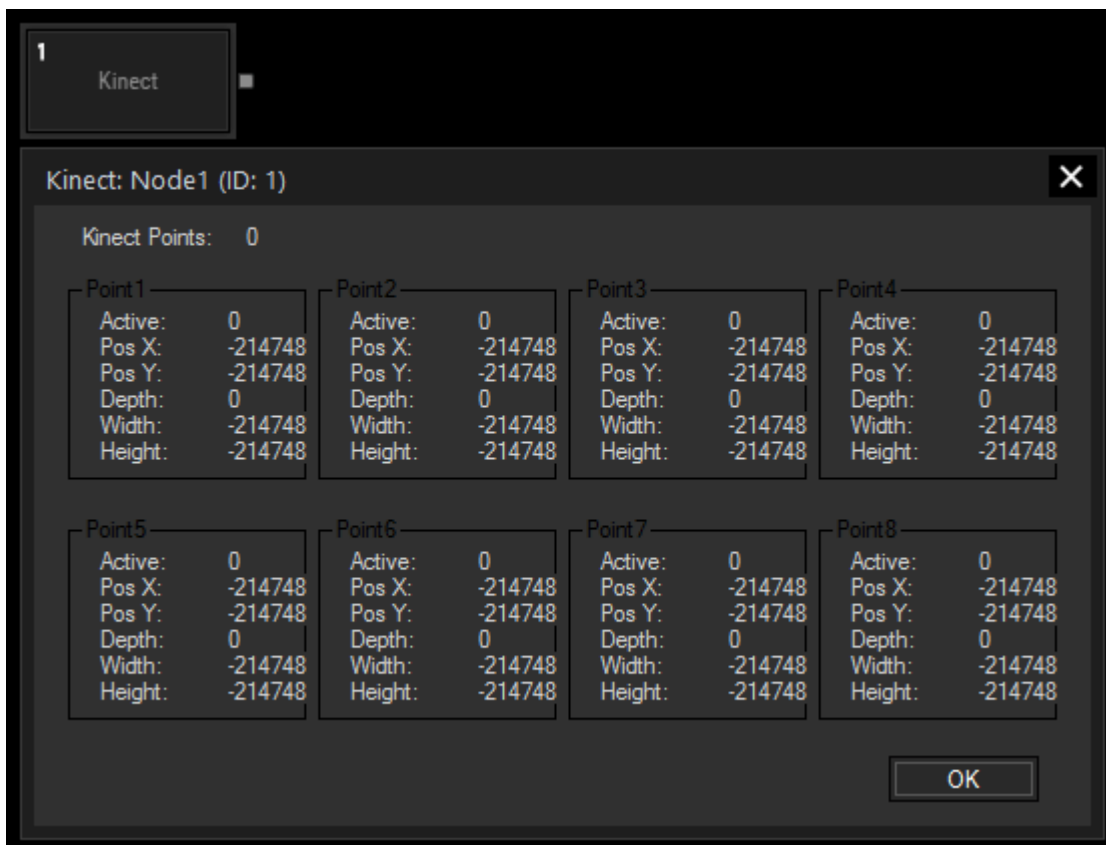 1
Kinect
Kinect: Node1 (ID: 1)
Kinect Points: 0
Point1 Point2 Point3 Point4
Active: 0 Active: 0 Active: 0 Active: 0
Pos X: -214748 Pos X: -214748 Pos X: -214748 Pos X: -214748
Pos Y: -214748 Pos Y: -214748 Pos Y: -214748 Pos Y: -214748
Depth: 0 Depth: 0 Depth: 0 Depth: 0
Width: -214748 Width: -214748 Width: -214748 Width: -214748
Height: -214748 Height: -214748 Height: -214748 Height: -214748
Point5 Point6 Point7 Point8
Active: 0 Active: 0 Active: 0 Active: 0
Pos X: -214748 Pos X: -214748 Pos X: -214748 Pos X: -214748
Pos Y: -214748 Pos Y: -214748 Pos Y: -214748 Pos Y: -214748
Depth: 0 Depth: 0 Depth: 0 Depth: 0
Width: -214748 Width: -214748 Width: -214748 Width: -214748
Height: -214748 Height: -214748 Height: -214748 Height: -214748
OK